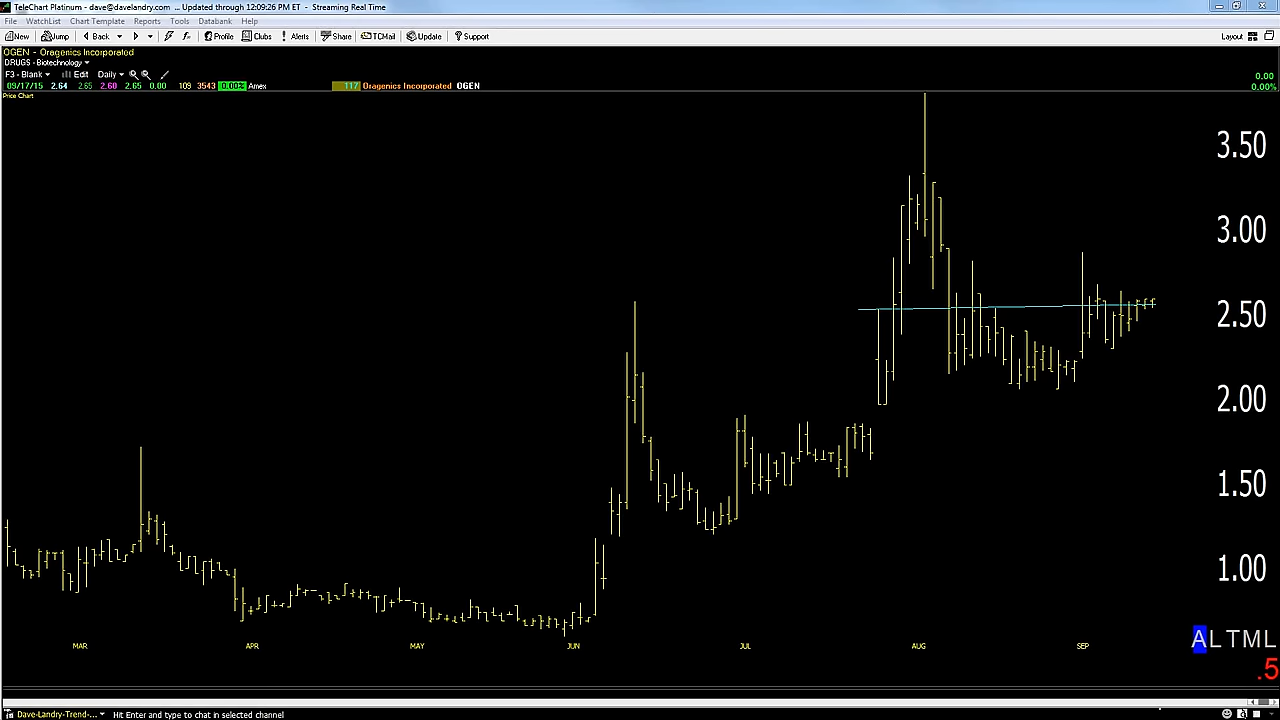 TeleChart Platinum - dave@davelandry.com ... Updated through 12:09:26 PM ET - Streaming Real Time
File WatchList Chart Template Reports Tools Databank Help
New Jump Back Profile Clubs Alerts Share TCMail Update Support Layout
OGEN - Oragenics Incorporated
DRUGS - Biotechnology
F3 - Blank Edit Daily 0.00
09/17/15 2.64 2.65 2.60 2.65 0.00 109 3543 0.00% Amex 117 Oragenics Incorporated OGEN 0.00%
Price Chart
3.50
3.00
2.50
2.00
1.50
1.00
MAR APR MAY JUN JUL AUG SEP
ALTML
.5
Dave-Landry-Trend-... Hit Enter and type to chat in selected channel